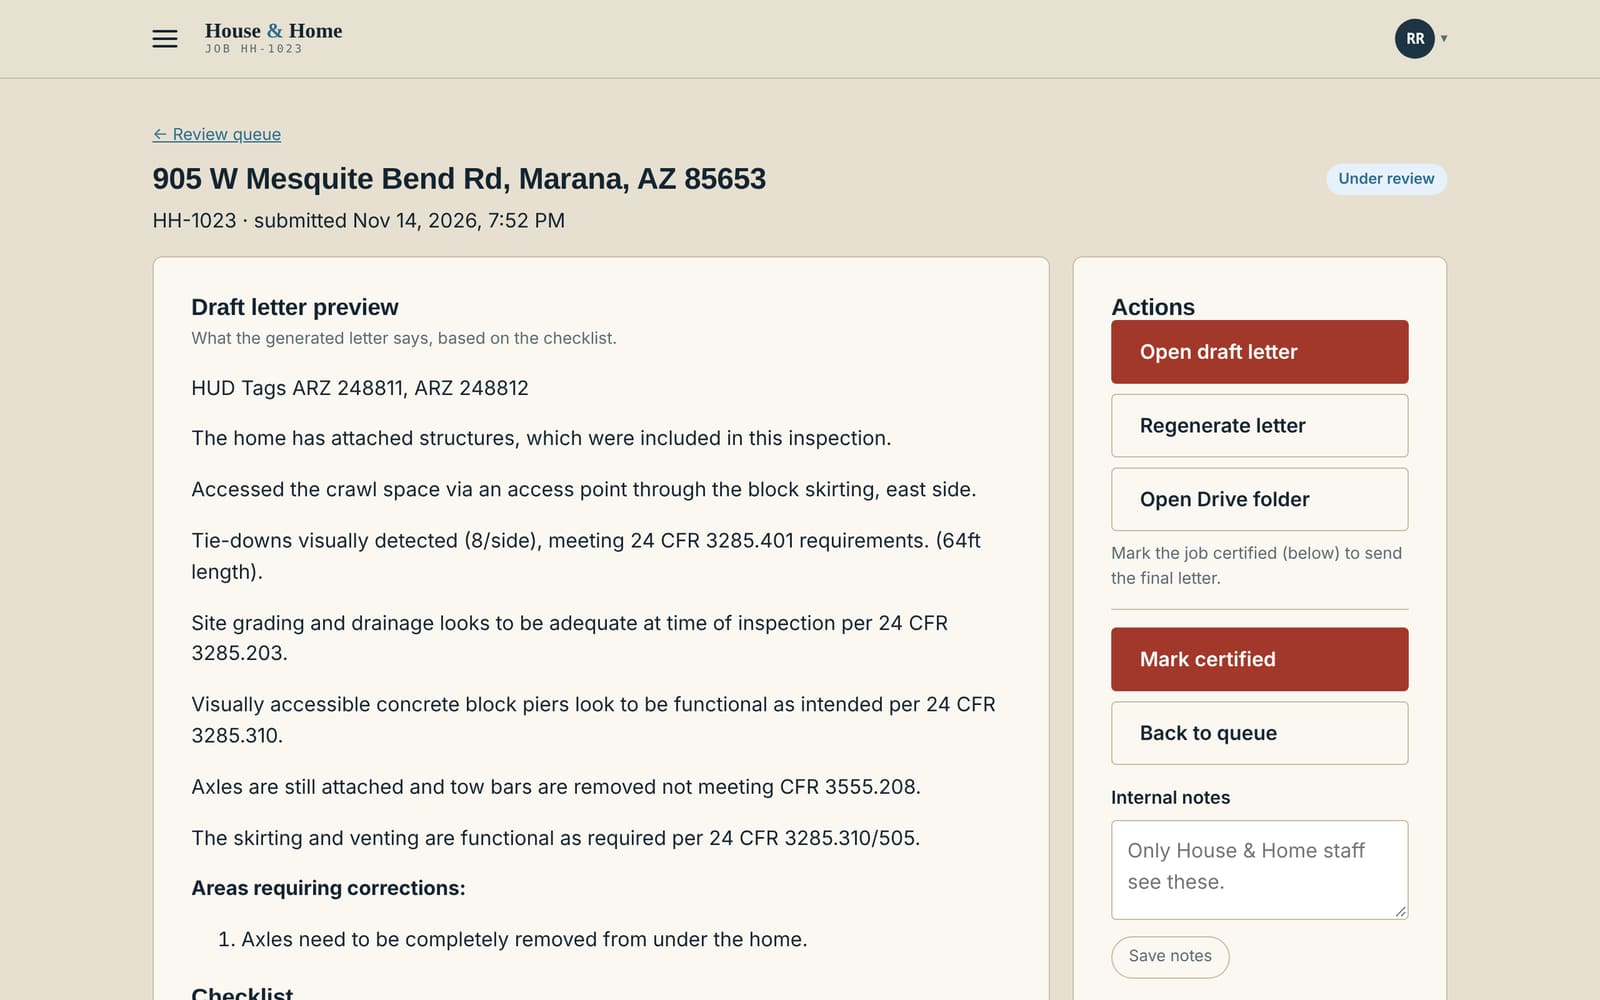 House & Home
JOB HH-1023
RR
← Review queue
905 W Mesquite Bend Rd, Marana, AZ 85653
Under review
HH-1023 · submitted Nov 14, 2026, 7:52 PM
Draft letter preview
What the generated letter says, based on the checklist.
HUD Tags ARZ 248811, ARZ 248812
The home has attached structures, which were included in this inspection.
Accessed the crawl space via an access point through the block skirting, east side.
Tie-downs visually detected (8/side), meeting 24 CFR 3285.401 requirements. (64ft
length).
Site grading and drainage looks to be adequate at time of inspection per 24 CFR
3285.203.
Visually accessible concrete block piers look to be functional as intended per 24 CFR
3285.310.
Axles are still attached and tow bars are removed not meeting CFR 3555.208.
The skirting and venting are functional as required per 24 CFR 3285.310/505.
Areas requiring corrections:
1. Axles need to be completely removed from under the home.
Checklist
Actions
Open draft letter
Regenerate letter
Open Drive folder
Mark the job certified (below) to send
the final letter.
Mark certified
Back to queue
Internal notes
Only House & Home staff
see these.
Save notes